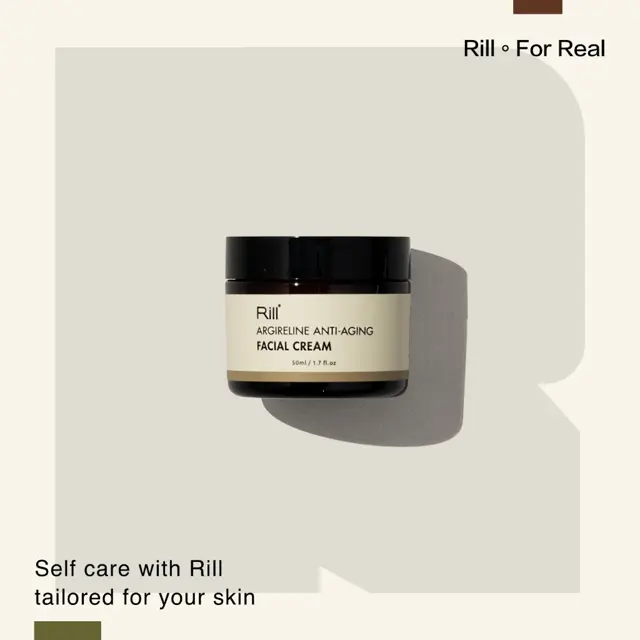 Rill ∘ For Real
Rill°
ARGIRELINE ANTI-AGING
FACIAL CREAM
50ml / 1.7 fl.oz
Self care with Rill
tailored for your skin